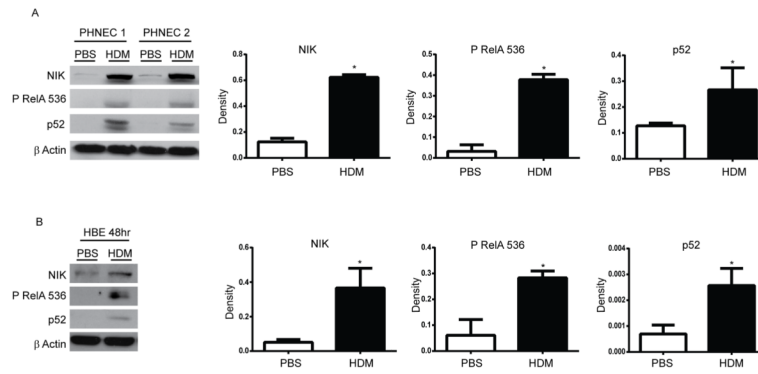 A
PHNEC 1 PHNEC 2
PBS HDM PBS HDM
NIK
P RelA 536
p52
β Actin
NIK
Density
0.8
0.6
0.4
0.2
0.0
*
PBS HDM
P RelA 536
Density
0.5
0.4
0.3
0.2
0.1
0.0
*
PBS HDM
p52
Density
0.4
0.3
0.2
0.1
0.0
*
PBS HDM
B
HBE 48hr
PBS HDM
NIK
P RelA 536
p52
β Actin
NIK
Density
0.6
0.4
0.2
0.0
*
PBS HDM
P RelA 536
Density
0.4
0.3
0.2
0.1
0.0
*
PBS HDM
p52
Density
0.004
0.003
0.002
0.001
0.000
*
PBS HDM